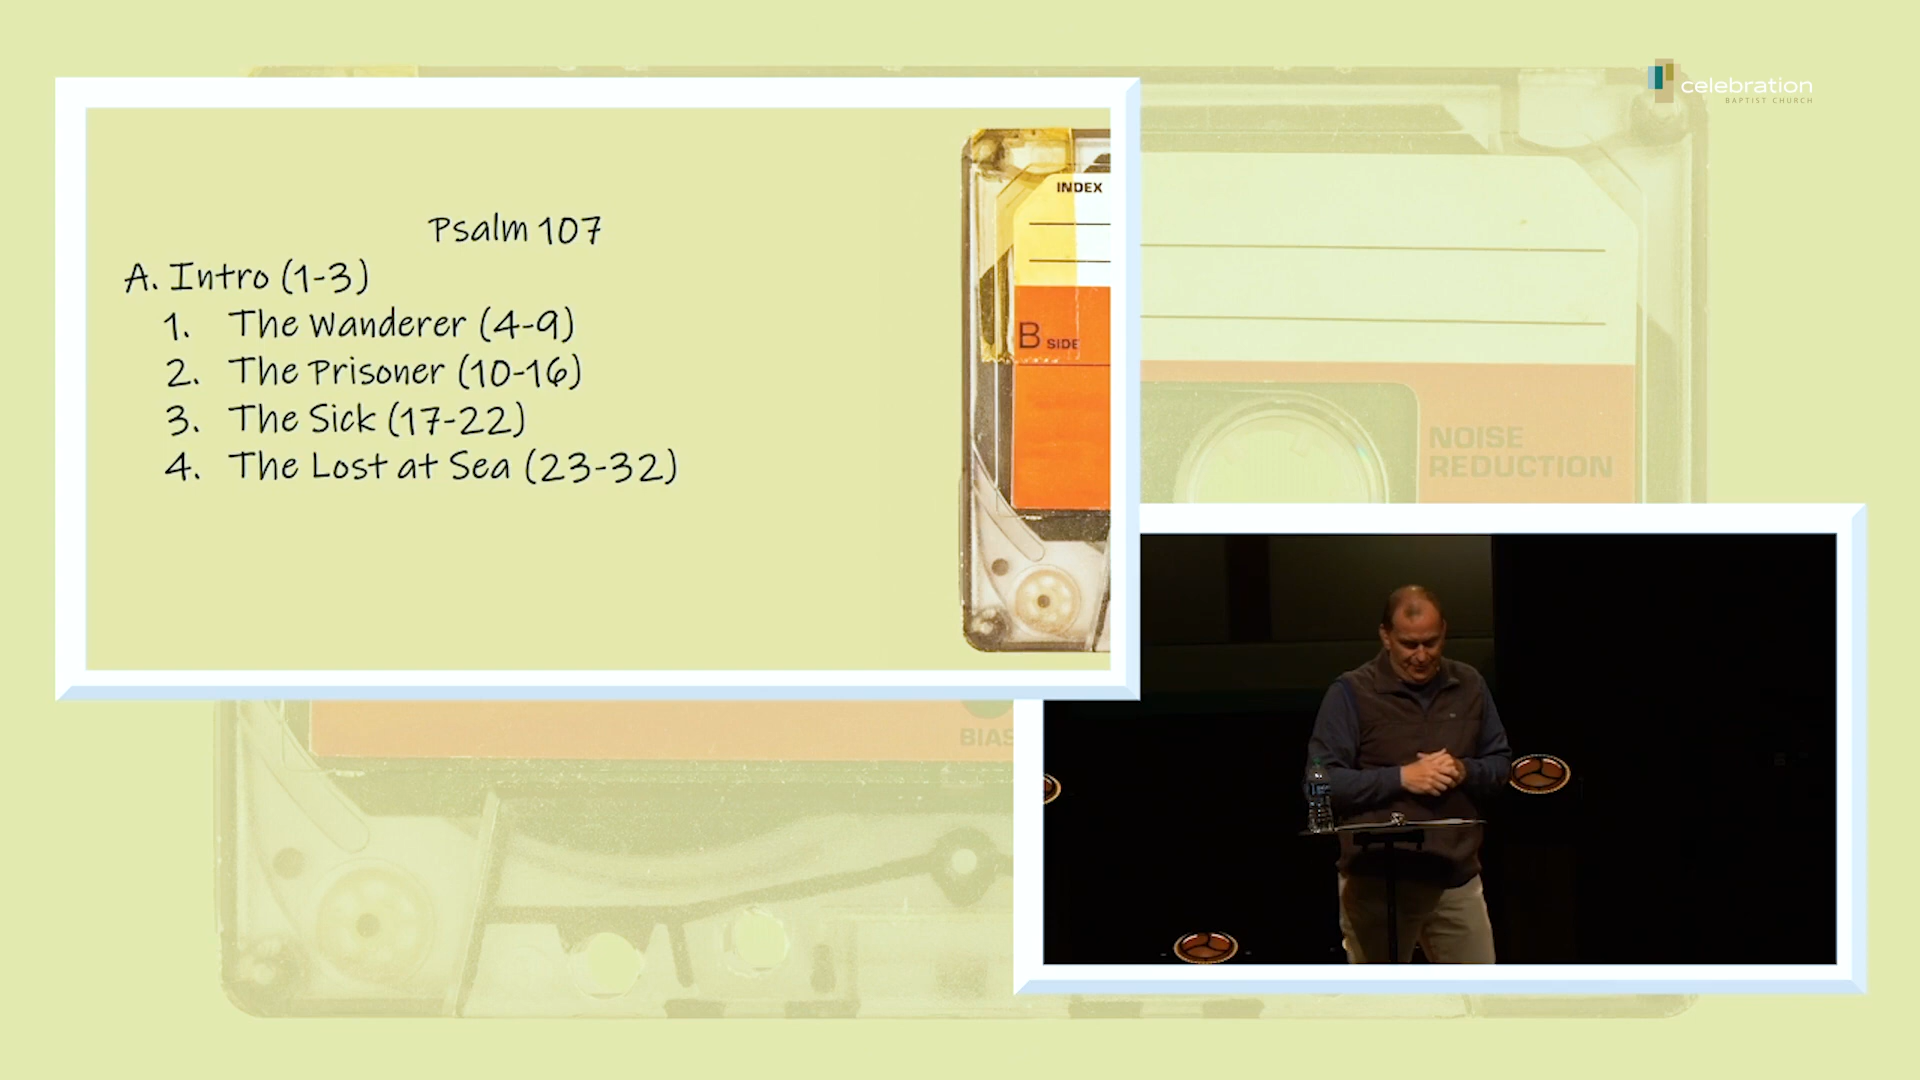 celebration
BAPTIST CHURCH
Psalm 107
A. Intro (1-3)
1. The Wanderer (4-9)
2. The Prisoner (10-16)
3. The Sick (17-22)
4. The Lost at Sea (23-32)
INDEX
B SIDE
NOISE
REDUCTION
BIAS